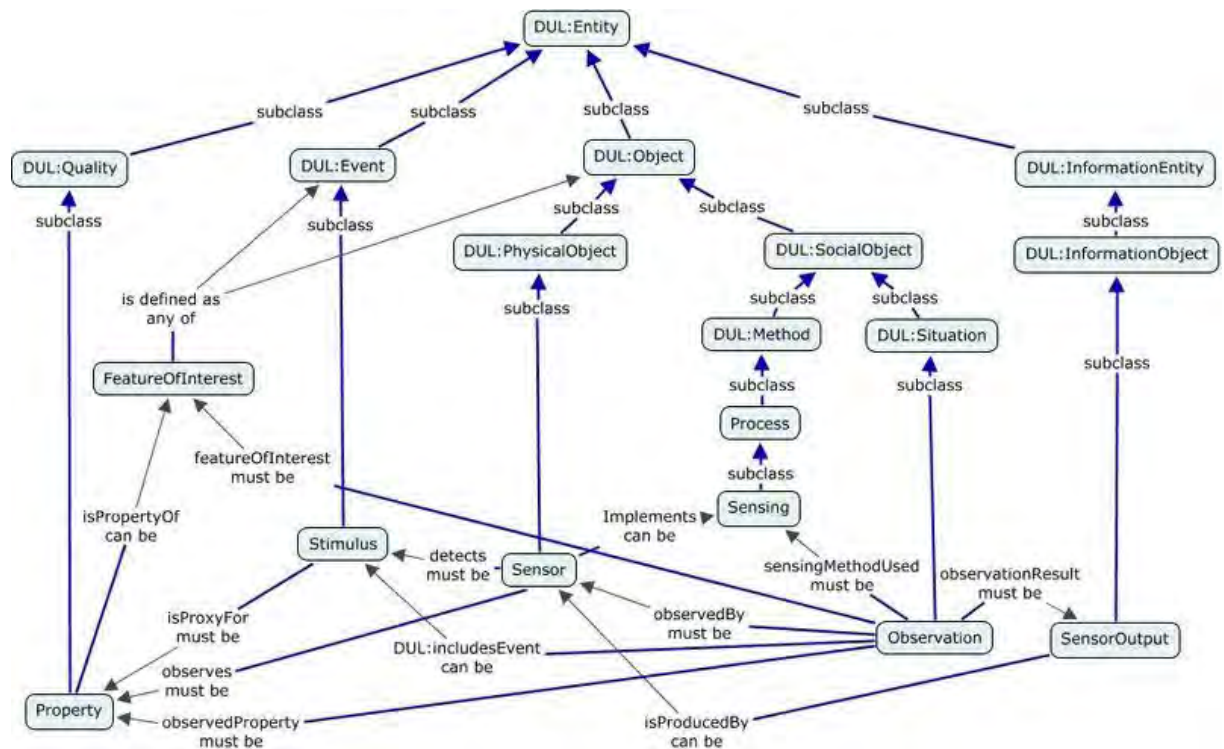 DUL:Entity
subclass
subclass
subclass
subclass
DUL:Quality
DUL:Event
DUL:Object
DUL:InformationEntity
subclass
subclass
subclass
subclass
subclass
DUL:PhysicalObject
DUL:SocialObject
DUL:InformationObject
is defined as
any of
subclass
subclass
subclass
DUL:Method
DUL:Situation
FeatureOfInterest
subclass
subclass
subclass
Process
featureOfInterest
must be
subclass
Sensing
isPropertyOf
can be
Implements
can be
Stimulus
detects
must be
Sensor
sensingMethodUsed
must be
observationResult
must be
isProxyFor
must be
observedBy
must be
Observation
SensorOutput
DUL:includesEvent
can be
observes
must be
Property
observedProperty
must be
isProducedBy
can be